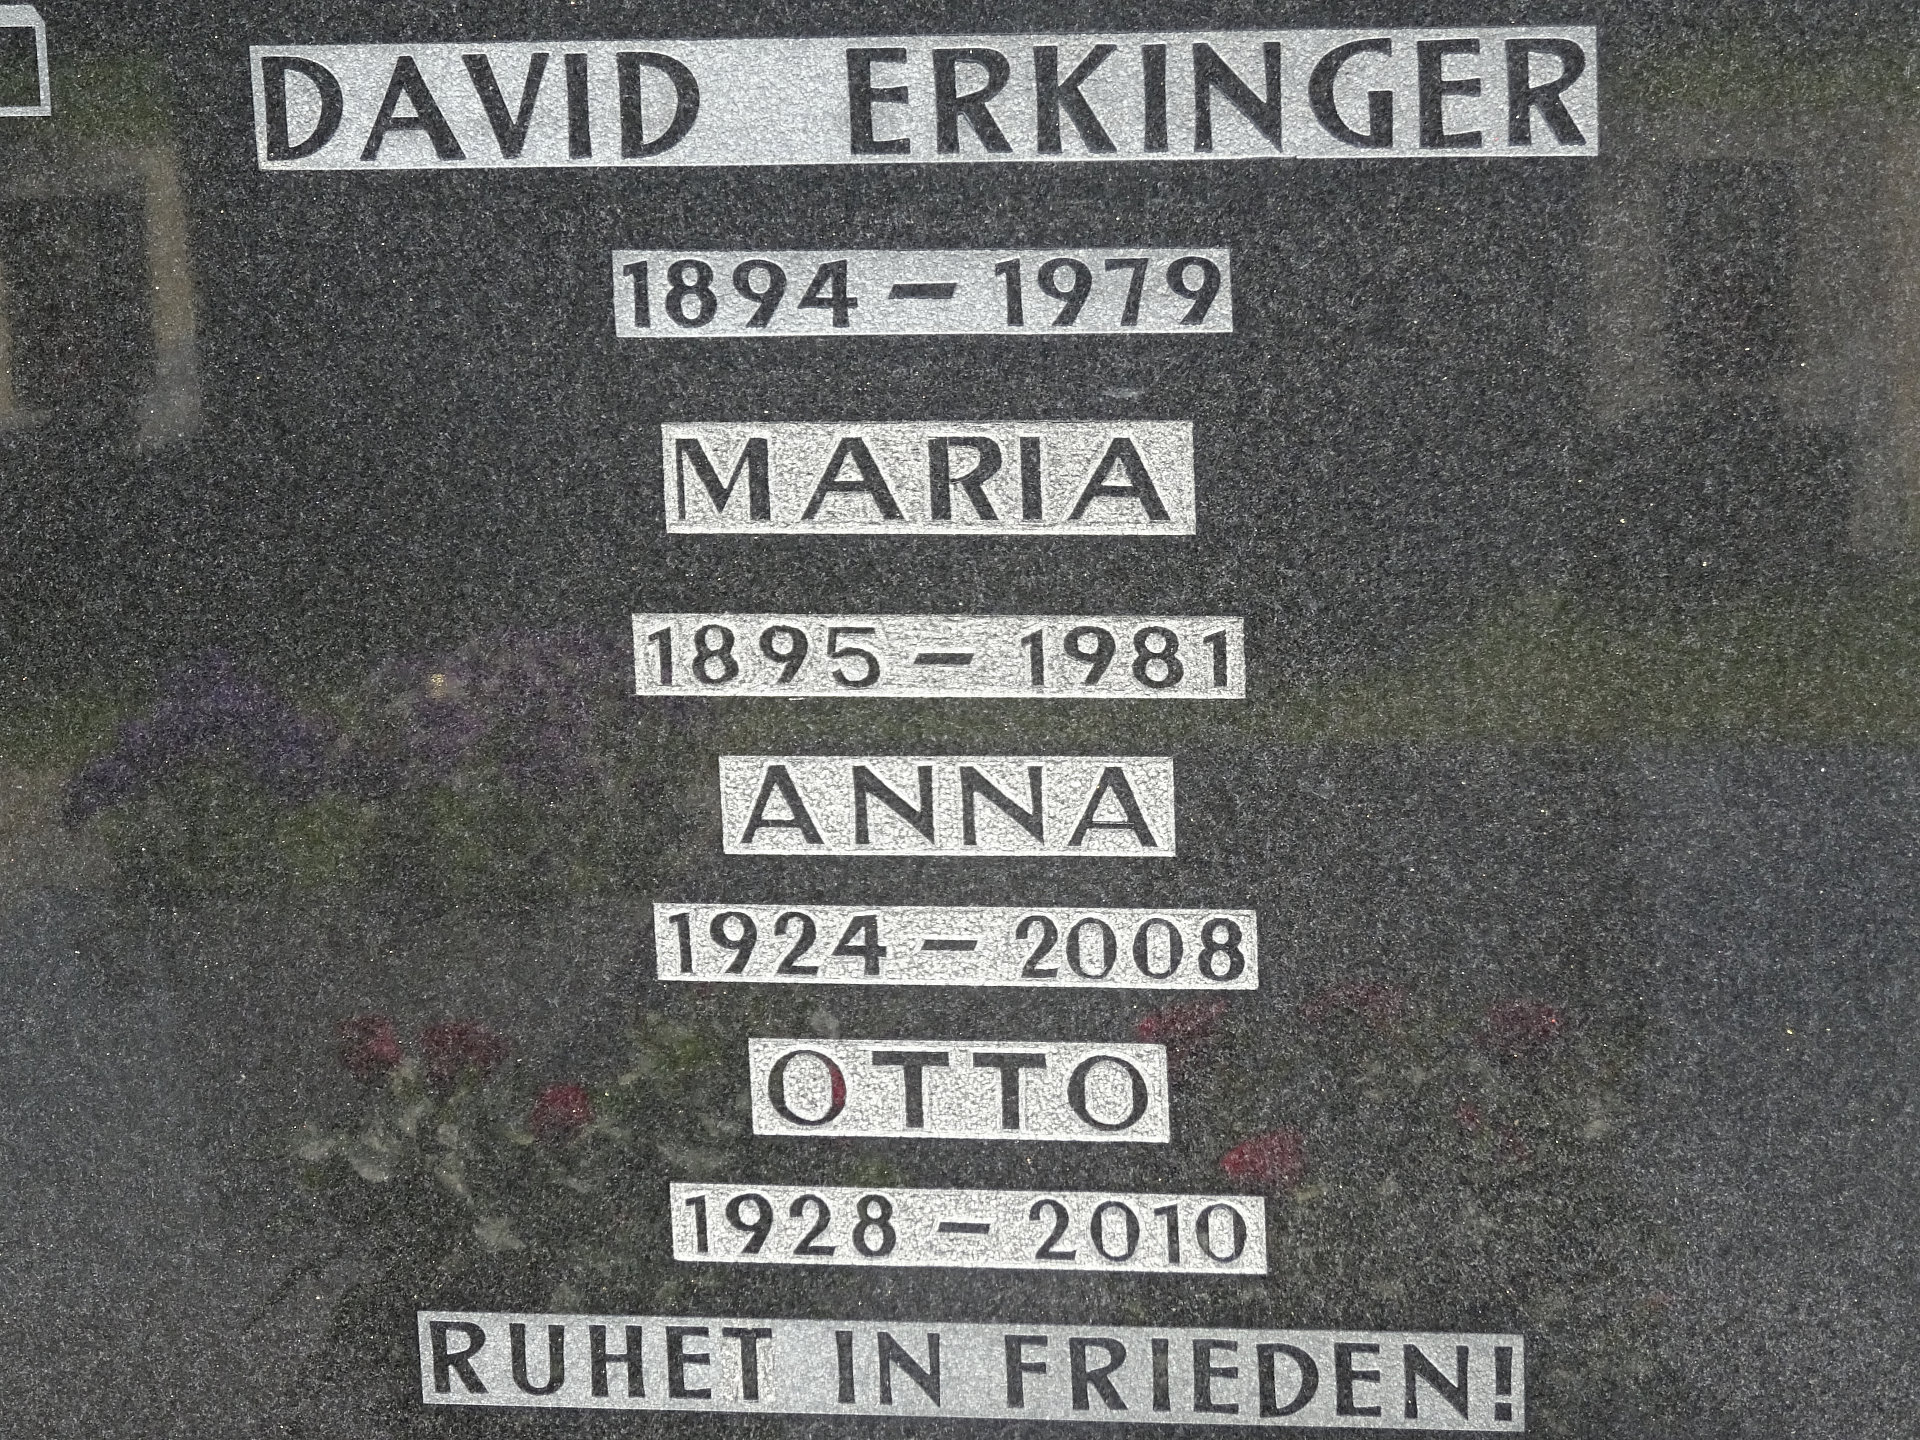 DAVID ERKINGER
1894 – 1979
MARIA
1895 – 1981
ANNA
1924 – 2008
OTTO
1928 – 2010
RUHET IN FRIEDEN!